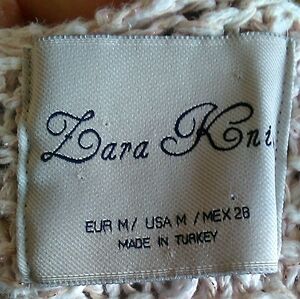 Zara Kni
EUR M / USA M / MEX 28
MADE IN TURKEY